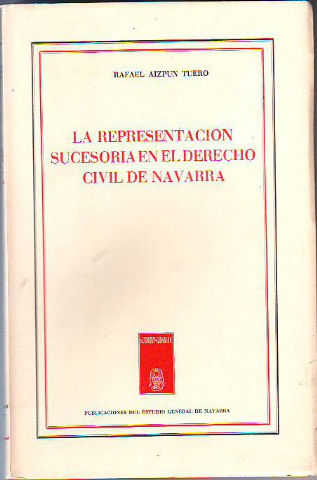 RAFAEL AIZPUN TUERO
LA REPRESENTACION
SUCESORIA EN EL DERECHO
CIVIL DE NAVARRA
PUBLICACIONES DEL ESTUDIO GENERAL DE NAVARRA